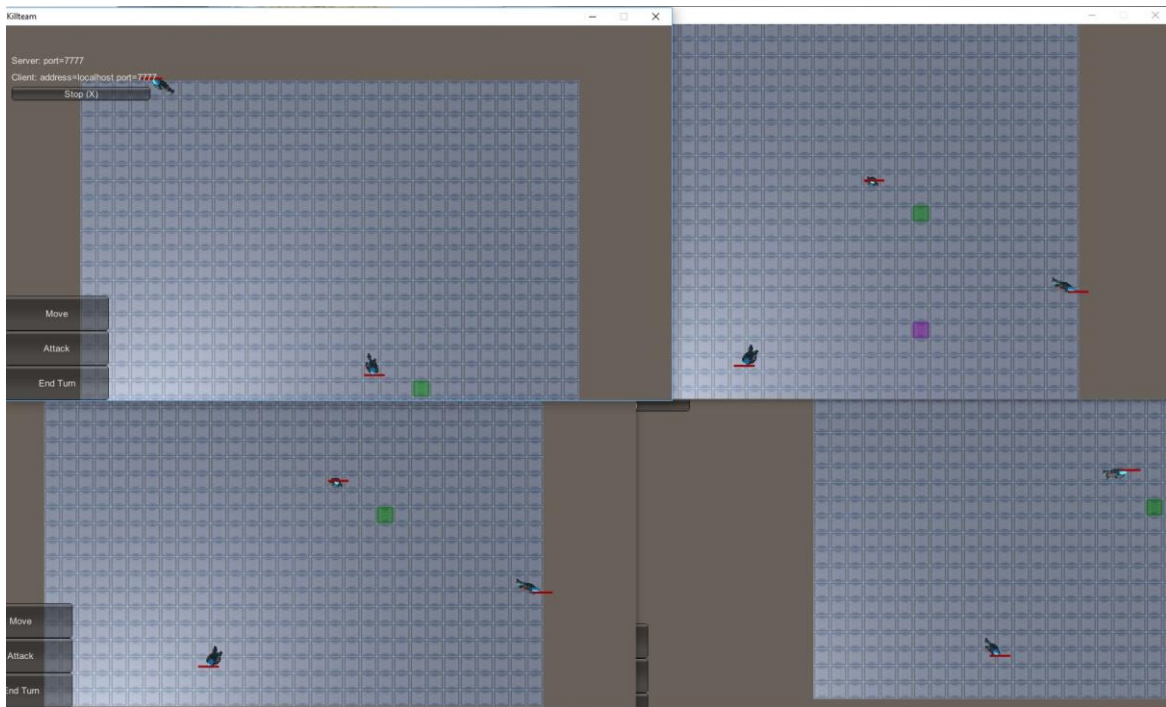 Killteam
Server: port=7777
Client: address=localhost port=7777
Stop (X)
Move
Attack
End Turn
Move
Attack
End Turn